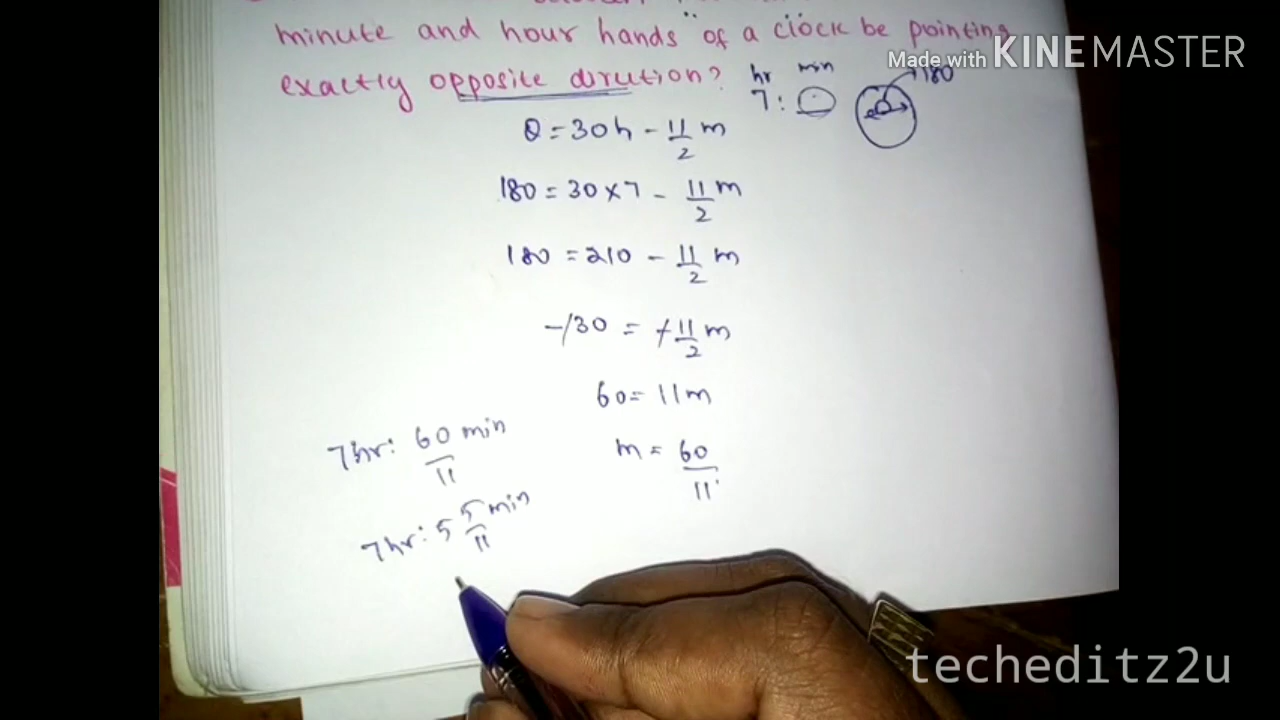 minute and hour hands of a clock be pointing
Made with KINEMASTER
exactly opposite dirution?
hr min
7 :
180
θ = 30h - 11/2 m
180 = 30 × 7 - 11/2 m
180 = 210 - 11/2 m
-/30 = +11/2 m
60 = 11m
7hr: 60/11 min
m = 60/11
7hr: 5 5/11 min
techeditz2u